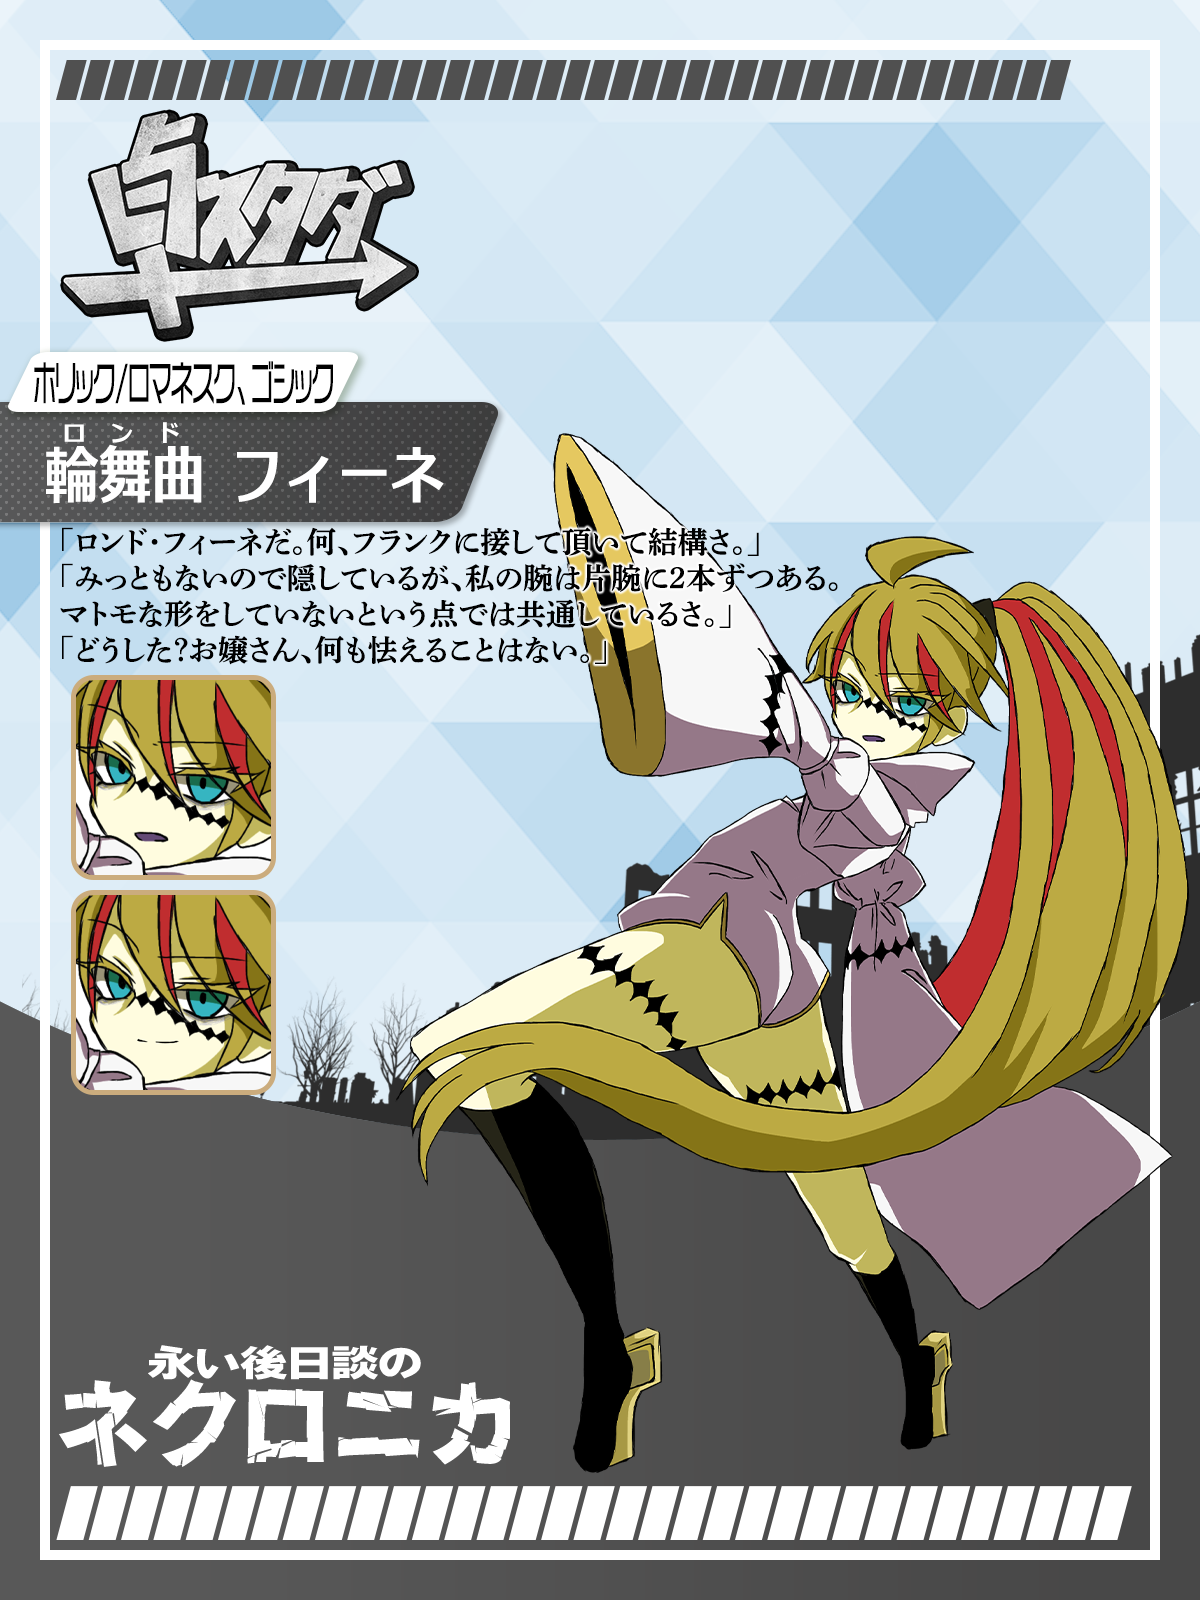 卓スタダ
ホリック/ロマネスク、ゴシック
ロンド
輪舞曲 フィーネ
「ロンド・フィーネだ。何、フランクに接して頂いて結構さ。」
「みっともないので隠しているが、私の腕は片腕に2本ずつある。
マトモな形をしていないという点では共通しているさ。」
「どうした?お嬢さん、何も怯えることはない。」
永い後日談の
ネクロニカ